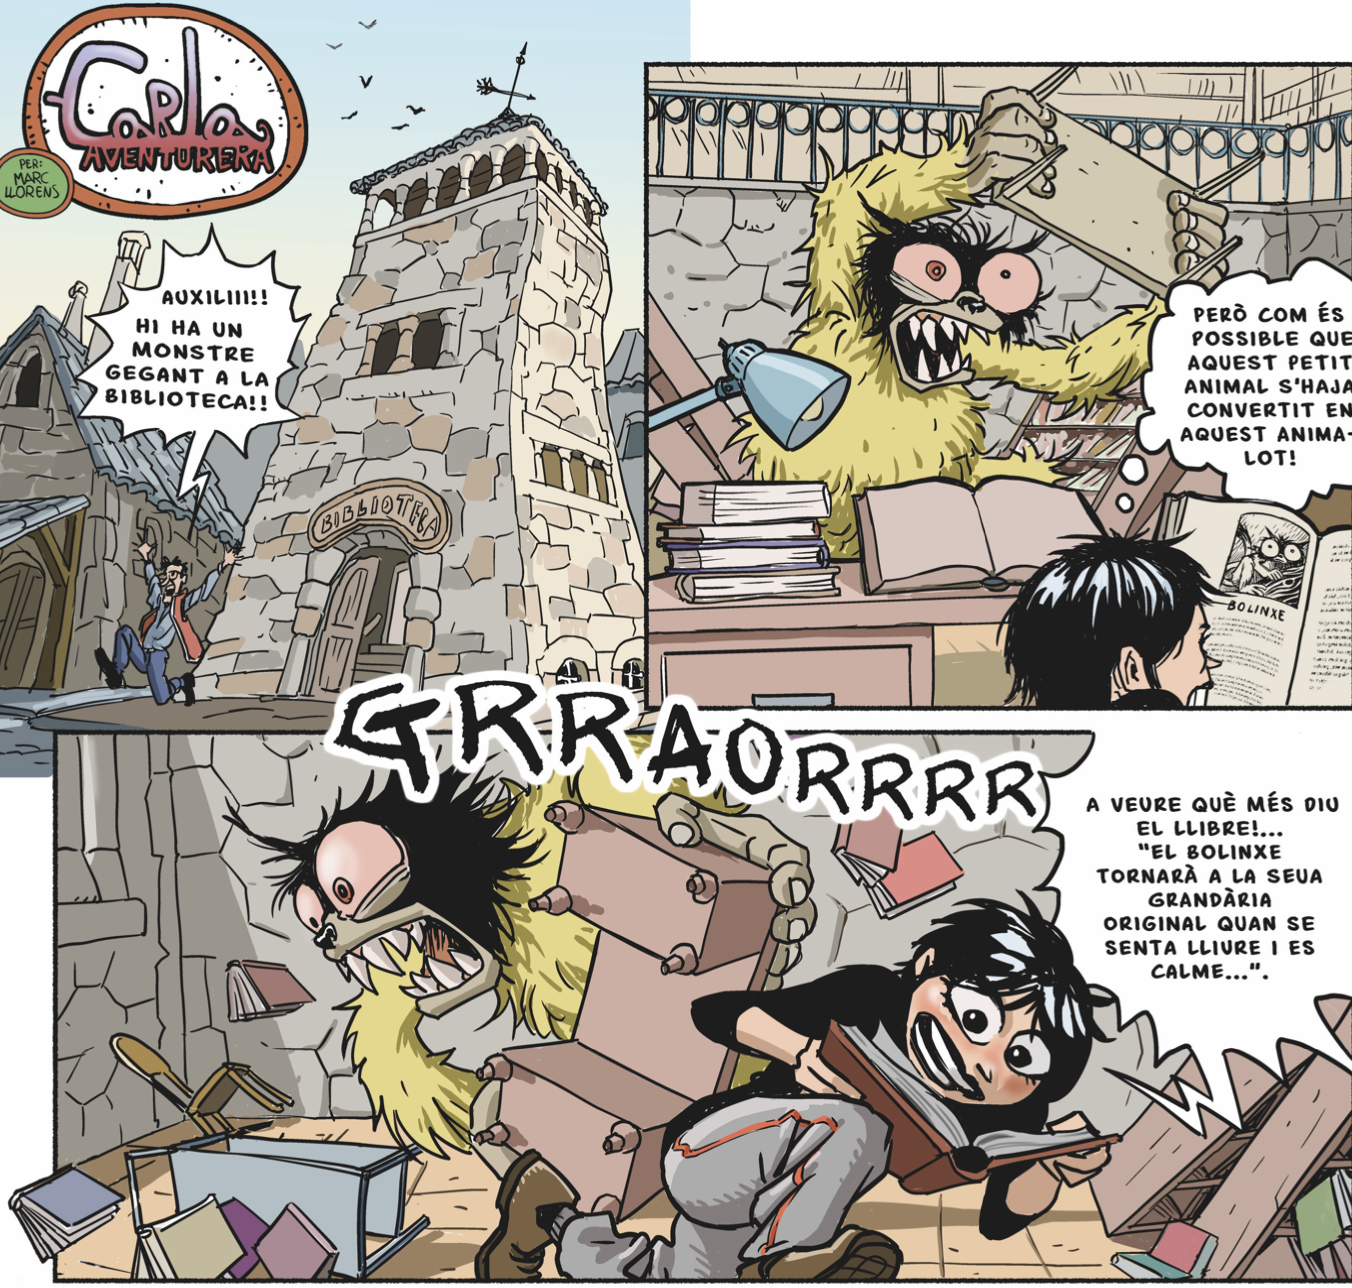 Carla
AVENTURERA
PER:
MARC
LLORENS
AUXILIII!!
HI HA UN
MONSTRE
GEGANT A LA
BIBLIOTECA!!
BIBLIOTECA
PERÒ COM ÉS
POSSIBLE QUE
AQUEST PETIT
ANIMAL S'HAJA
CONVERTIT EN
AQUEST ANIMA-
LOT!
BOLINXE
GRRAORRRR
A VEURE QUÈ MÉS DIU
EL LLIBRE!...
"EL BOLINXE
TORNARÀ A LA SEUA
GRANDÀRIA
ORIGINAL QUAN SE
SENTA LLIURE I ES
CALME...".